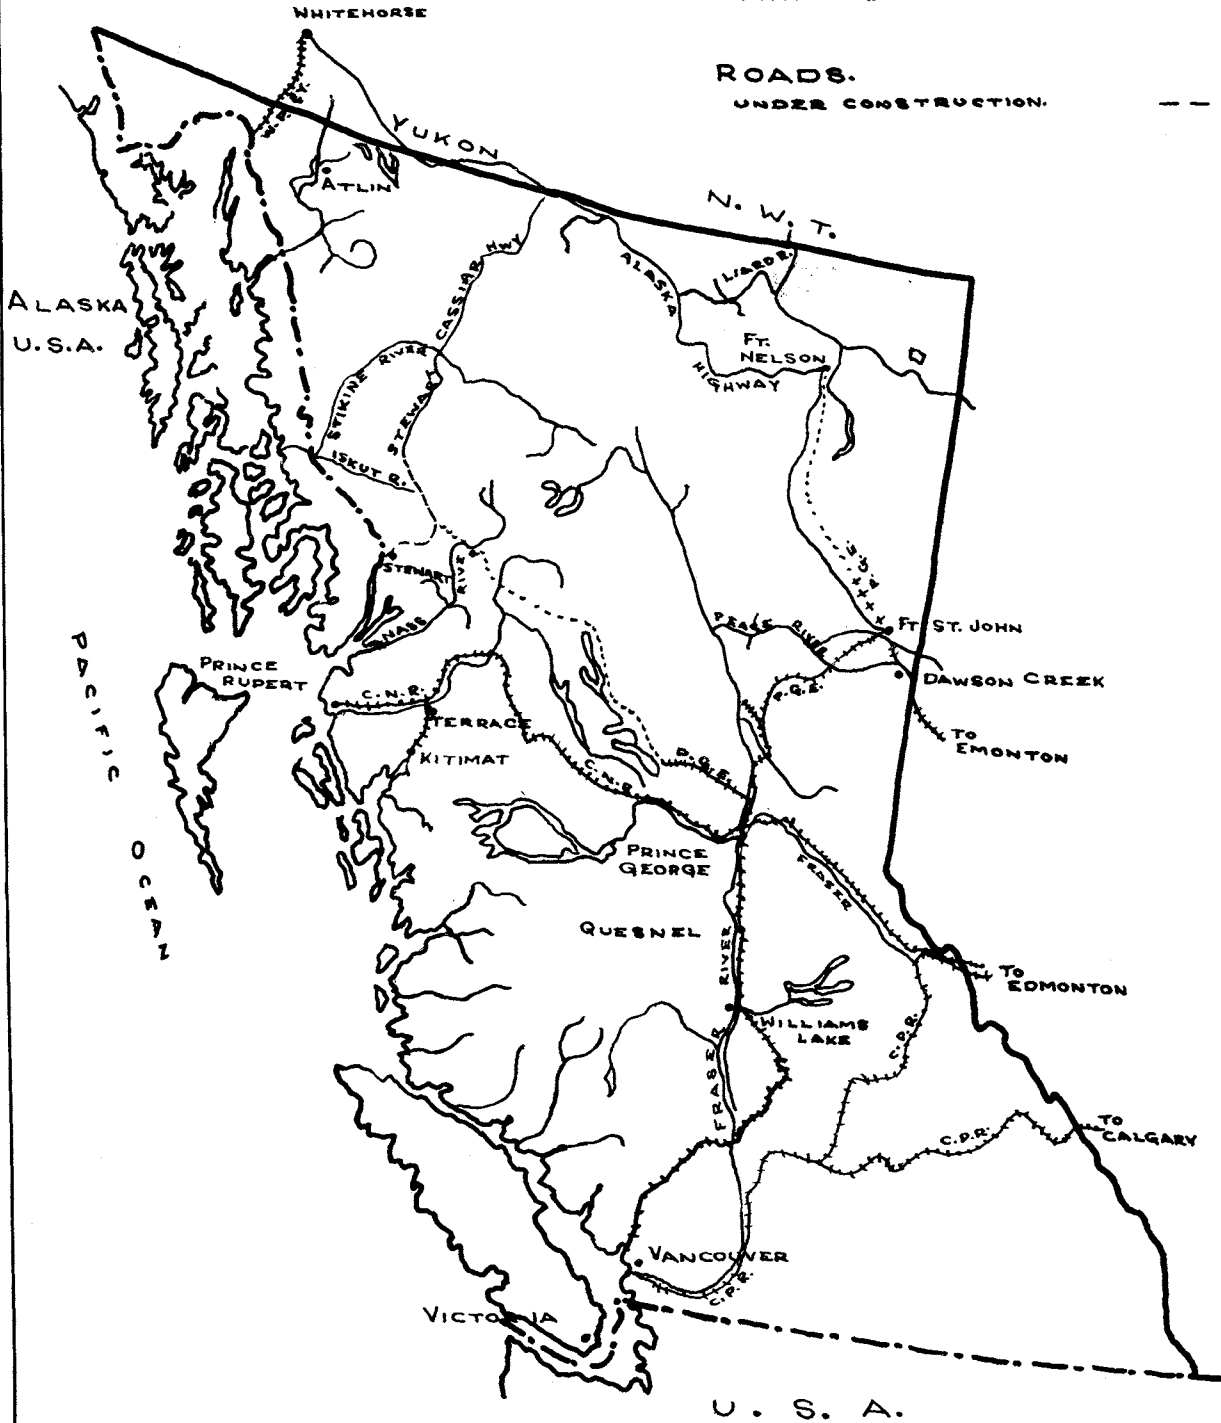 WHITEHORSE
ROADS.
UNDER CONSTRUCTION.
YUKON
ATLIN
N. W. T.
ALASKA
U.S.A.
CASSIAR HWY
STEWART
ALASKA
HIGHWAY
LIARD R.
FT.
NELSON
STIKINE RIVER
ISKUT R.
STEWART
NASS
RIVE
P.G.E.
PEACE RIVER
FT. ST. JOHN
DAWSON CREEK
P.G.E.
TO
EMONTON
PACIFIC
OCEAN
PRINCE
RUPERT
C.N.R.
TERRACE
KITIMAT
C.N.R.
P.G.E.
PRINCE
GEORGE
FRASER
QUESNEL
RIVER
FRASER
WILLIAMS
LAKE
TO
EDMONTON
C.P.R.
C.P.R.
TO
CALGARY
VANCOUVER
C.P.R.
VICTORIA
U. S. A.